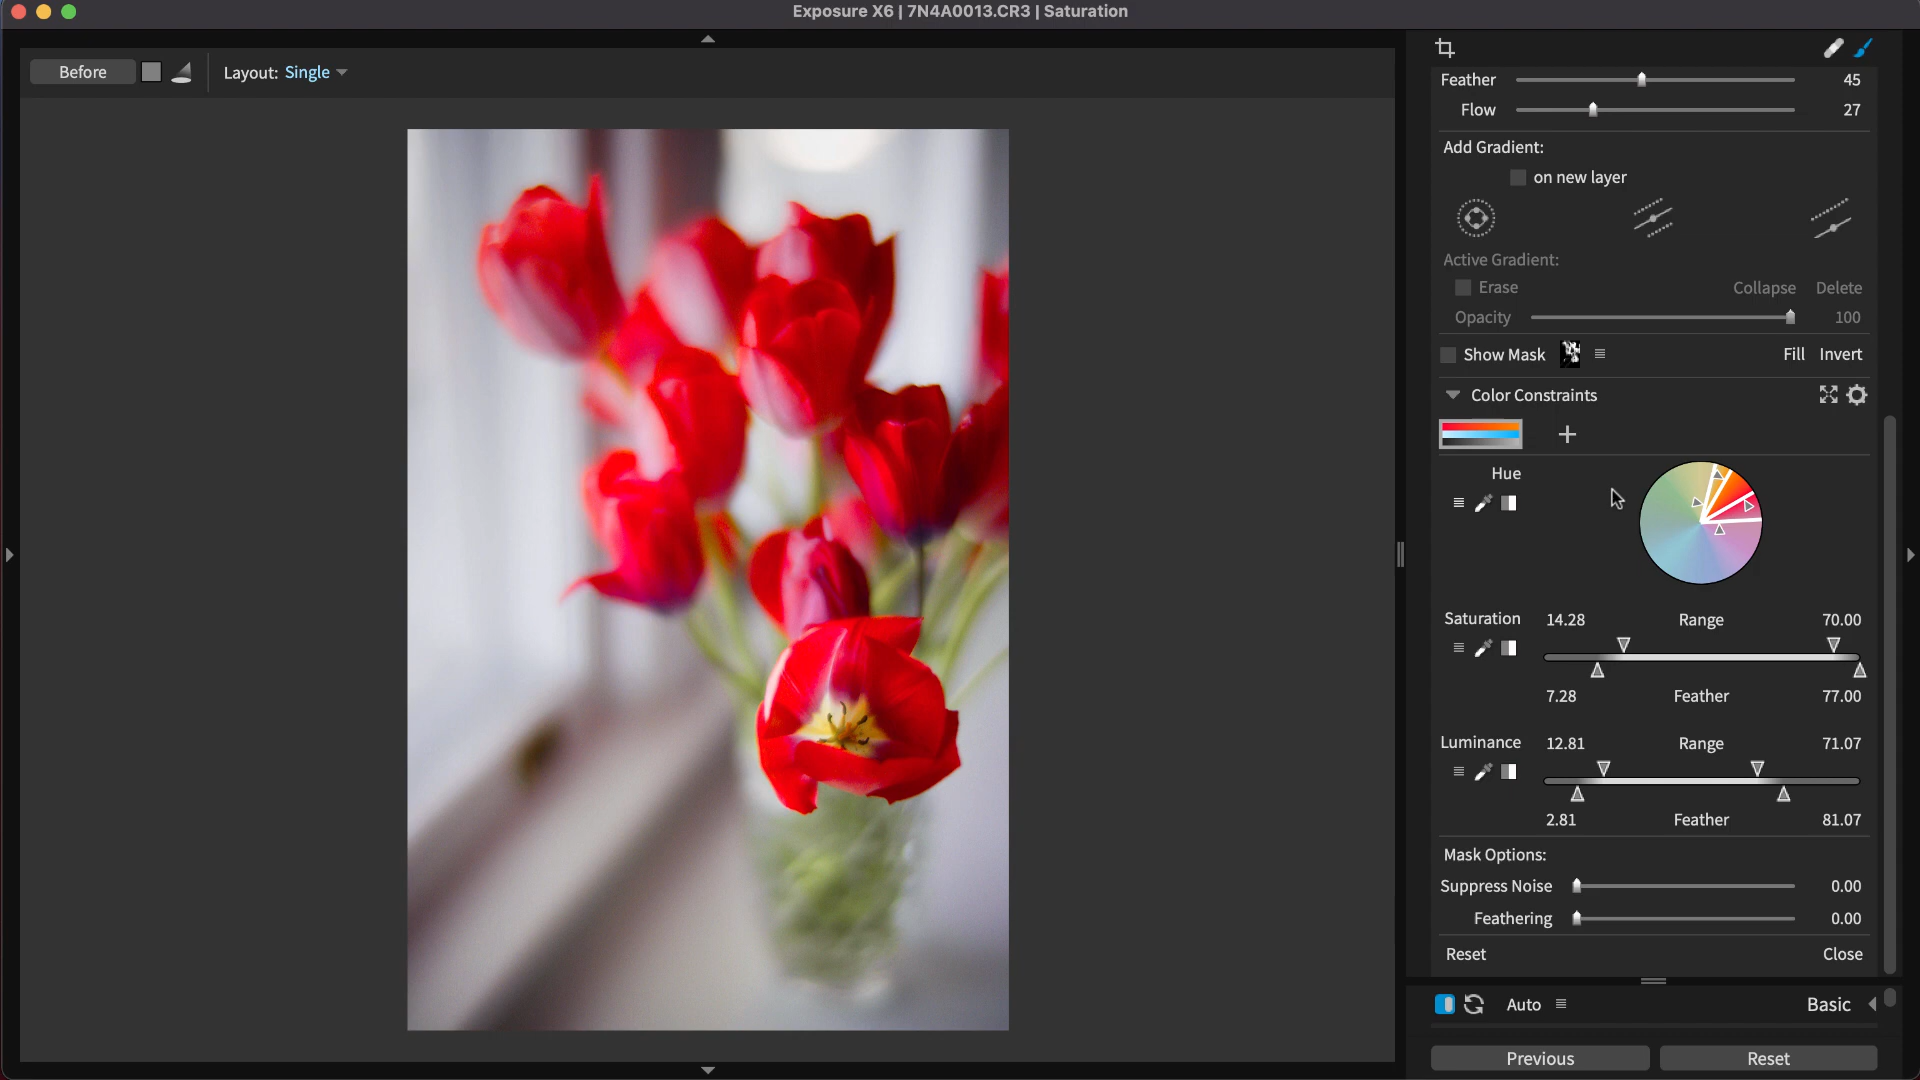 Exposure X6 | 7N4A0013.CR3 | Saturation
Before
Layout: Single
Feather 45
Flow 27
Add Gradient:
on new layer
Active Gradient:
Erase Collapse Delete
Opacity 100
Show Mask Fill Invert
Color Constraints
Hue
Saturation 14.28 Range 70.00
7.28 Feather 77.00
Luminance 12.81 Range 71.07
2.81 Feather 81.07
Mask Options:
Suppress Noise 0.00
Feathering 0.00
Reset Close
Auto Basic
Previous Reset